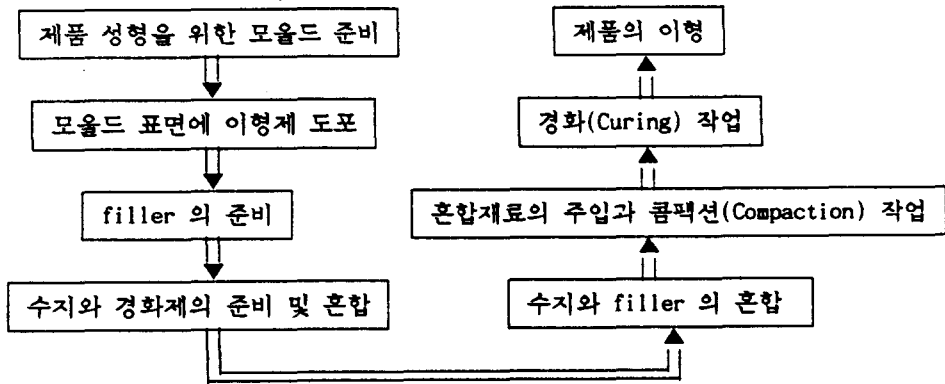 제품 성형을 위한 모울드 준비
모울드 표면에 이형제 도포
filler 의 준비
수지와 경화제의 준비 및 혼합
수지와 filler 의 혼합
혼합재료의 주입과 콤팩션(Compaction) 작업
경화(Curing) 작업
제품의 이형